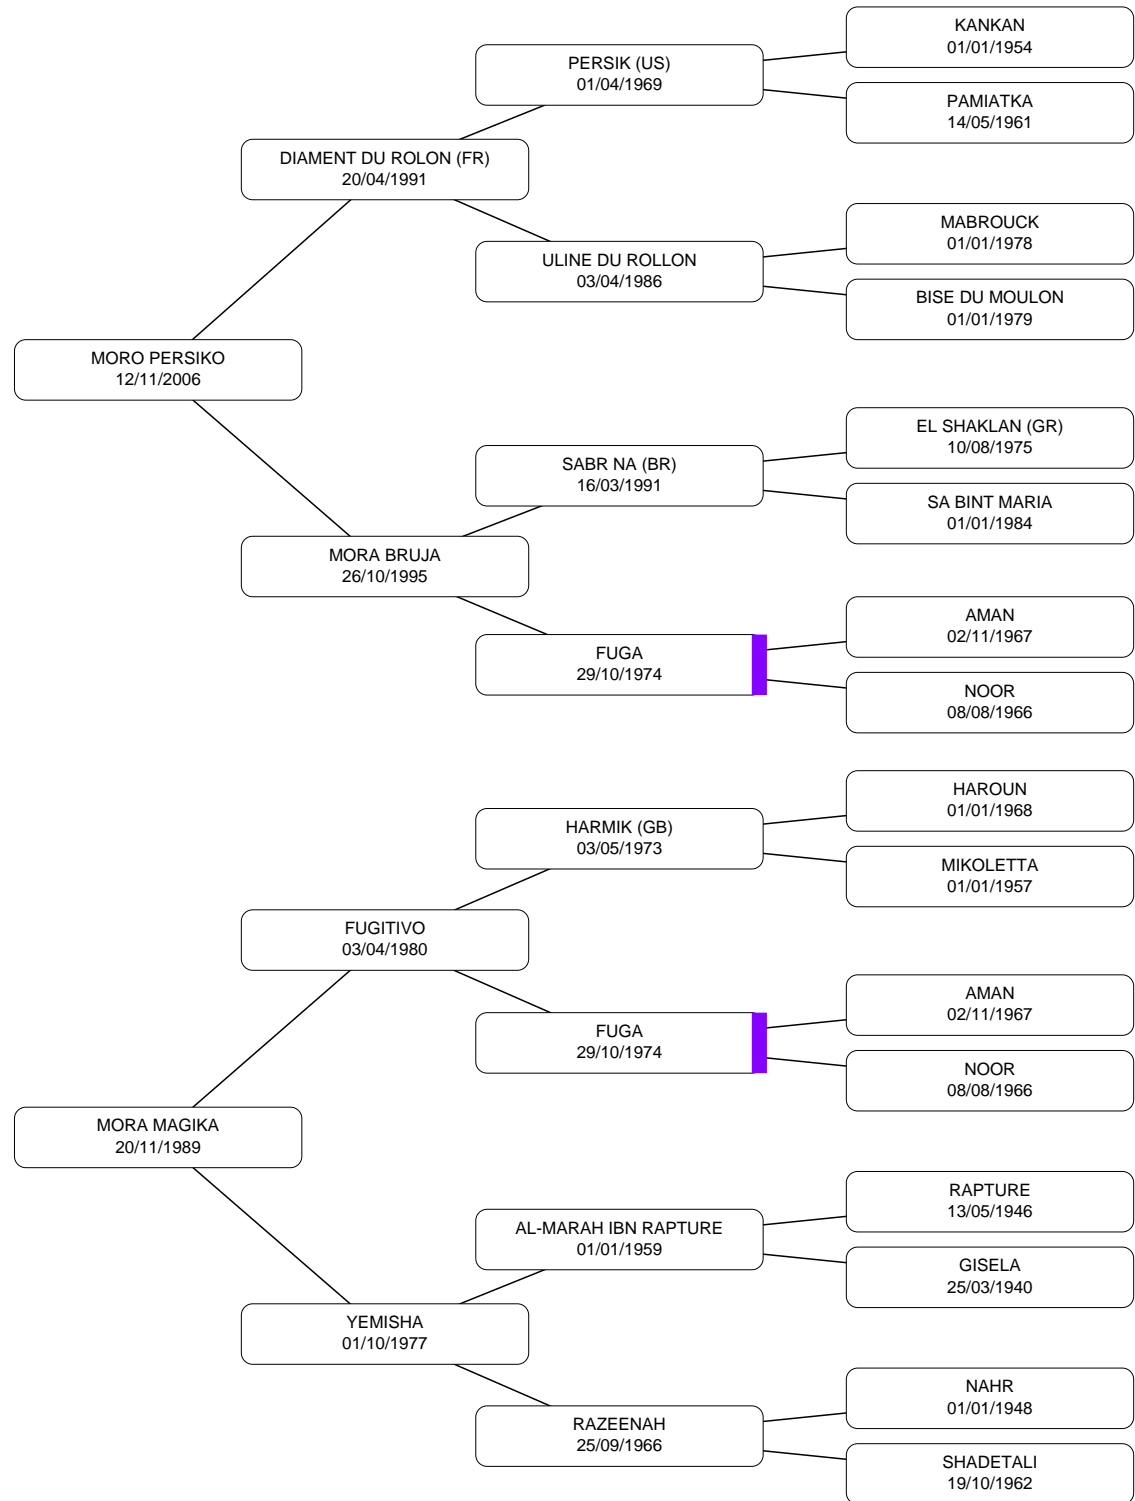 KANKAN
01/01/1954
PERSIK (US)
01/04/1969
PAMIATKA
14/05/1961
DIAMENT DU ROLON (FR)
20/04/1991
MABROUCK
01/01/1978
ULINE DU ROLLON
03/04/1986
BISE DU MOULON
01/01/1979
MORO PERSIKO
12/11/2006
EL SHAKLAN (GR)
10/08/1975
SABR NA (BR)
16/03/1991
SA BINT MARIA
01/01/1984
MORA BRUJA
26/10/1995
AMAN
02/11/1967
FUGA
29/10/1974
NOOR
08/08/1966
HAROUN
01/01/1968
HARMIK (GB)
03/05/1973
MIKOLETTA
01/01/1957
FUGITIVO
03/04/1980
AMAN
02/11/1967
FUGA
29/10/1974
NOOR
08/08/1966
MORA MAGIKA
20/11/1989
RAPTURE
13/05/1946
AL-MARAH IBN RAPTURE
01/01/1959
GISELA
25/03/1940
YEMISHA
01/10/1977
NAHR
01/01/1948
RAZEENAH
25/09/1966
SHADETALI
19/10/1962